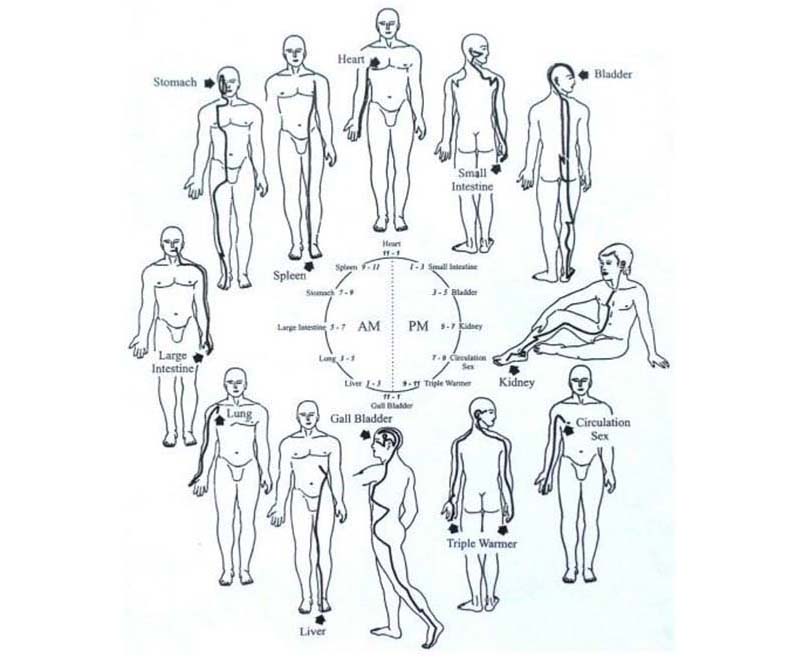 Heart
Stomach
Bladder
Small
Intestine
Spleen
Heart
11 - 1
Spleen 9 - 11
1 - 3 Small Intestine
Stomach 7 - 9
3 - 5 Bladder
Large Intestine 5 - 7
AM
PM
5 - 7 Kidney
Lung 3 - 5
7 - 9 Circulation
Sex
Liver 1 - 3
9 - 11 Triple Warmer
11 - 1
Gall Bladder
Large
Intestine
Kidney
Lung
Gall Bladder
Circulation
Sex
Triple Warmer
Liver